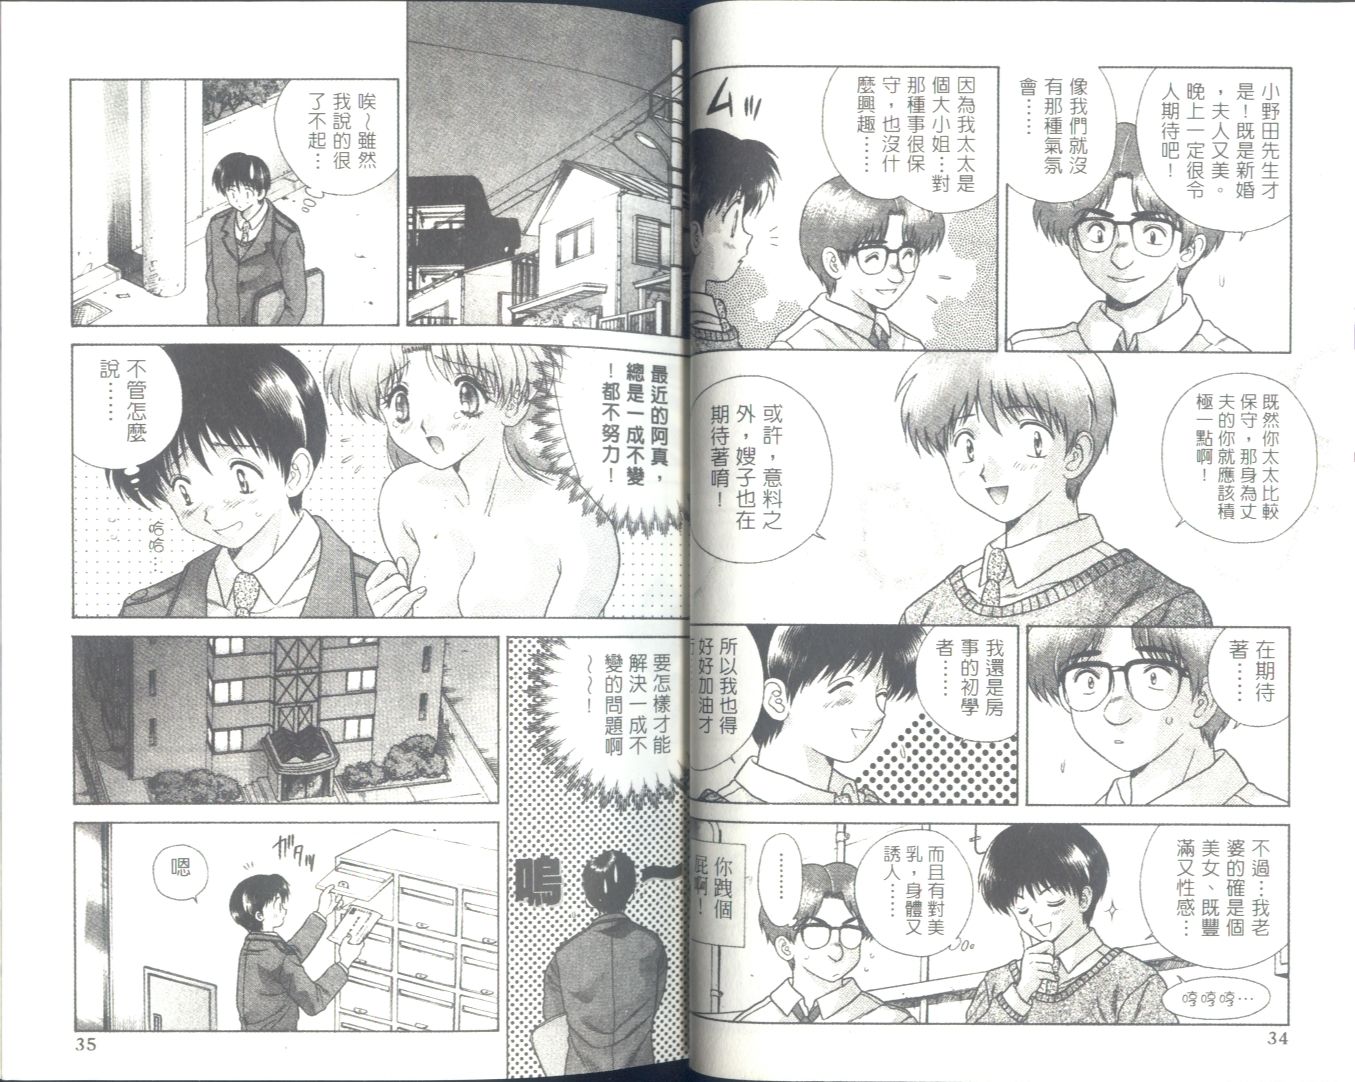 小野田先生才
是！既是新婚
，夫人又美。
晚上一定很令
人期待吧！
像我們就沒
有那種氣氛
會……
因為我太太是
個大小姐…對
那種事很保
守，也沒什
麼興趣……
ムッ
既然你太太比較
保守，那身為丈
夫的你就應該積
極一點啊！
或許，意料之
外，嫂子也在
期待著唷！
在期待
著……
我還是房
事的初學
者……
所以我也得
好好加油才
不過…我老
婆的確是個
美女、既豐
滿又性感…
哼哼哼…
而且有對美
乳，身體又
誘人……
………
你跩個
屁啊！
34
唉～雖然
我說的很
了不起…
最近的阿真，
總是一成不變
！都不努力！
不管怎麼
說……
哈哈…
要怎樣才能
解決一成不
變的問題啊
～～！
嗚
ガタッ
嗯
35